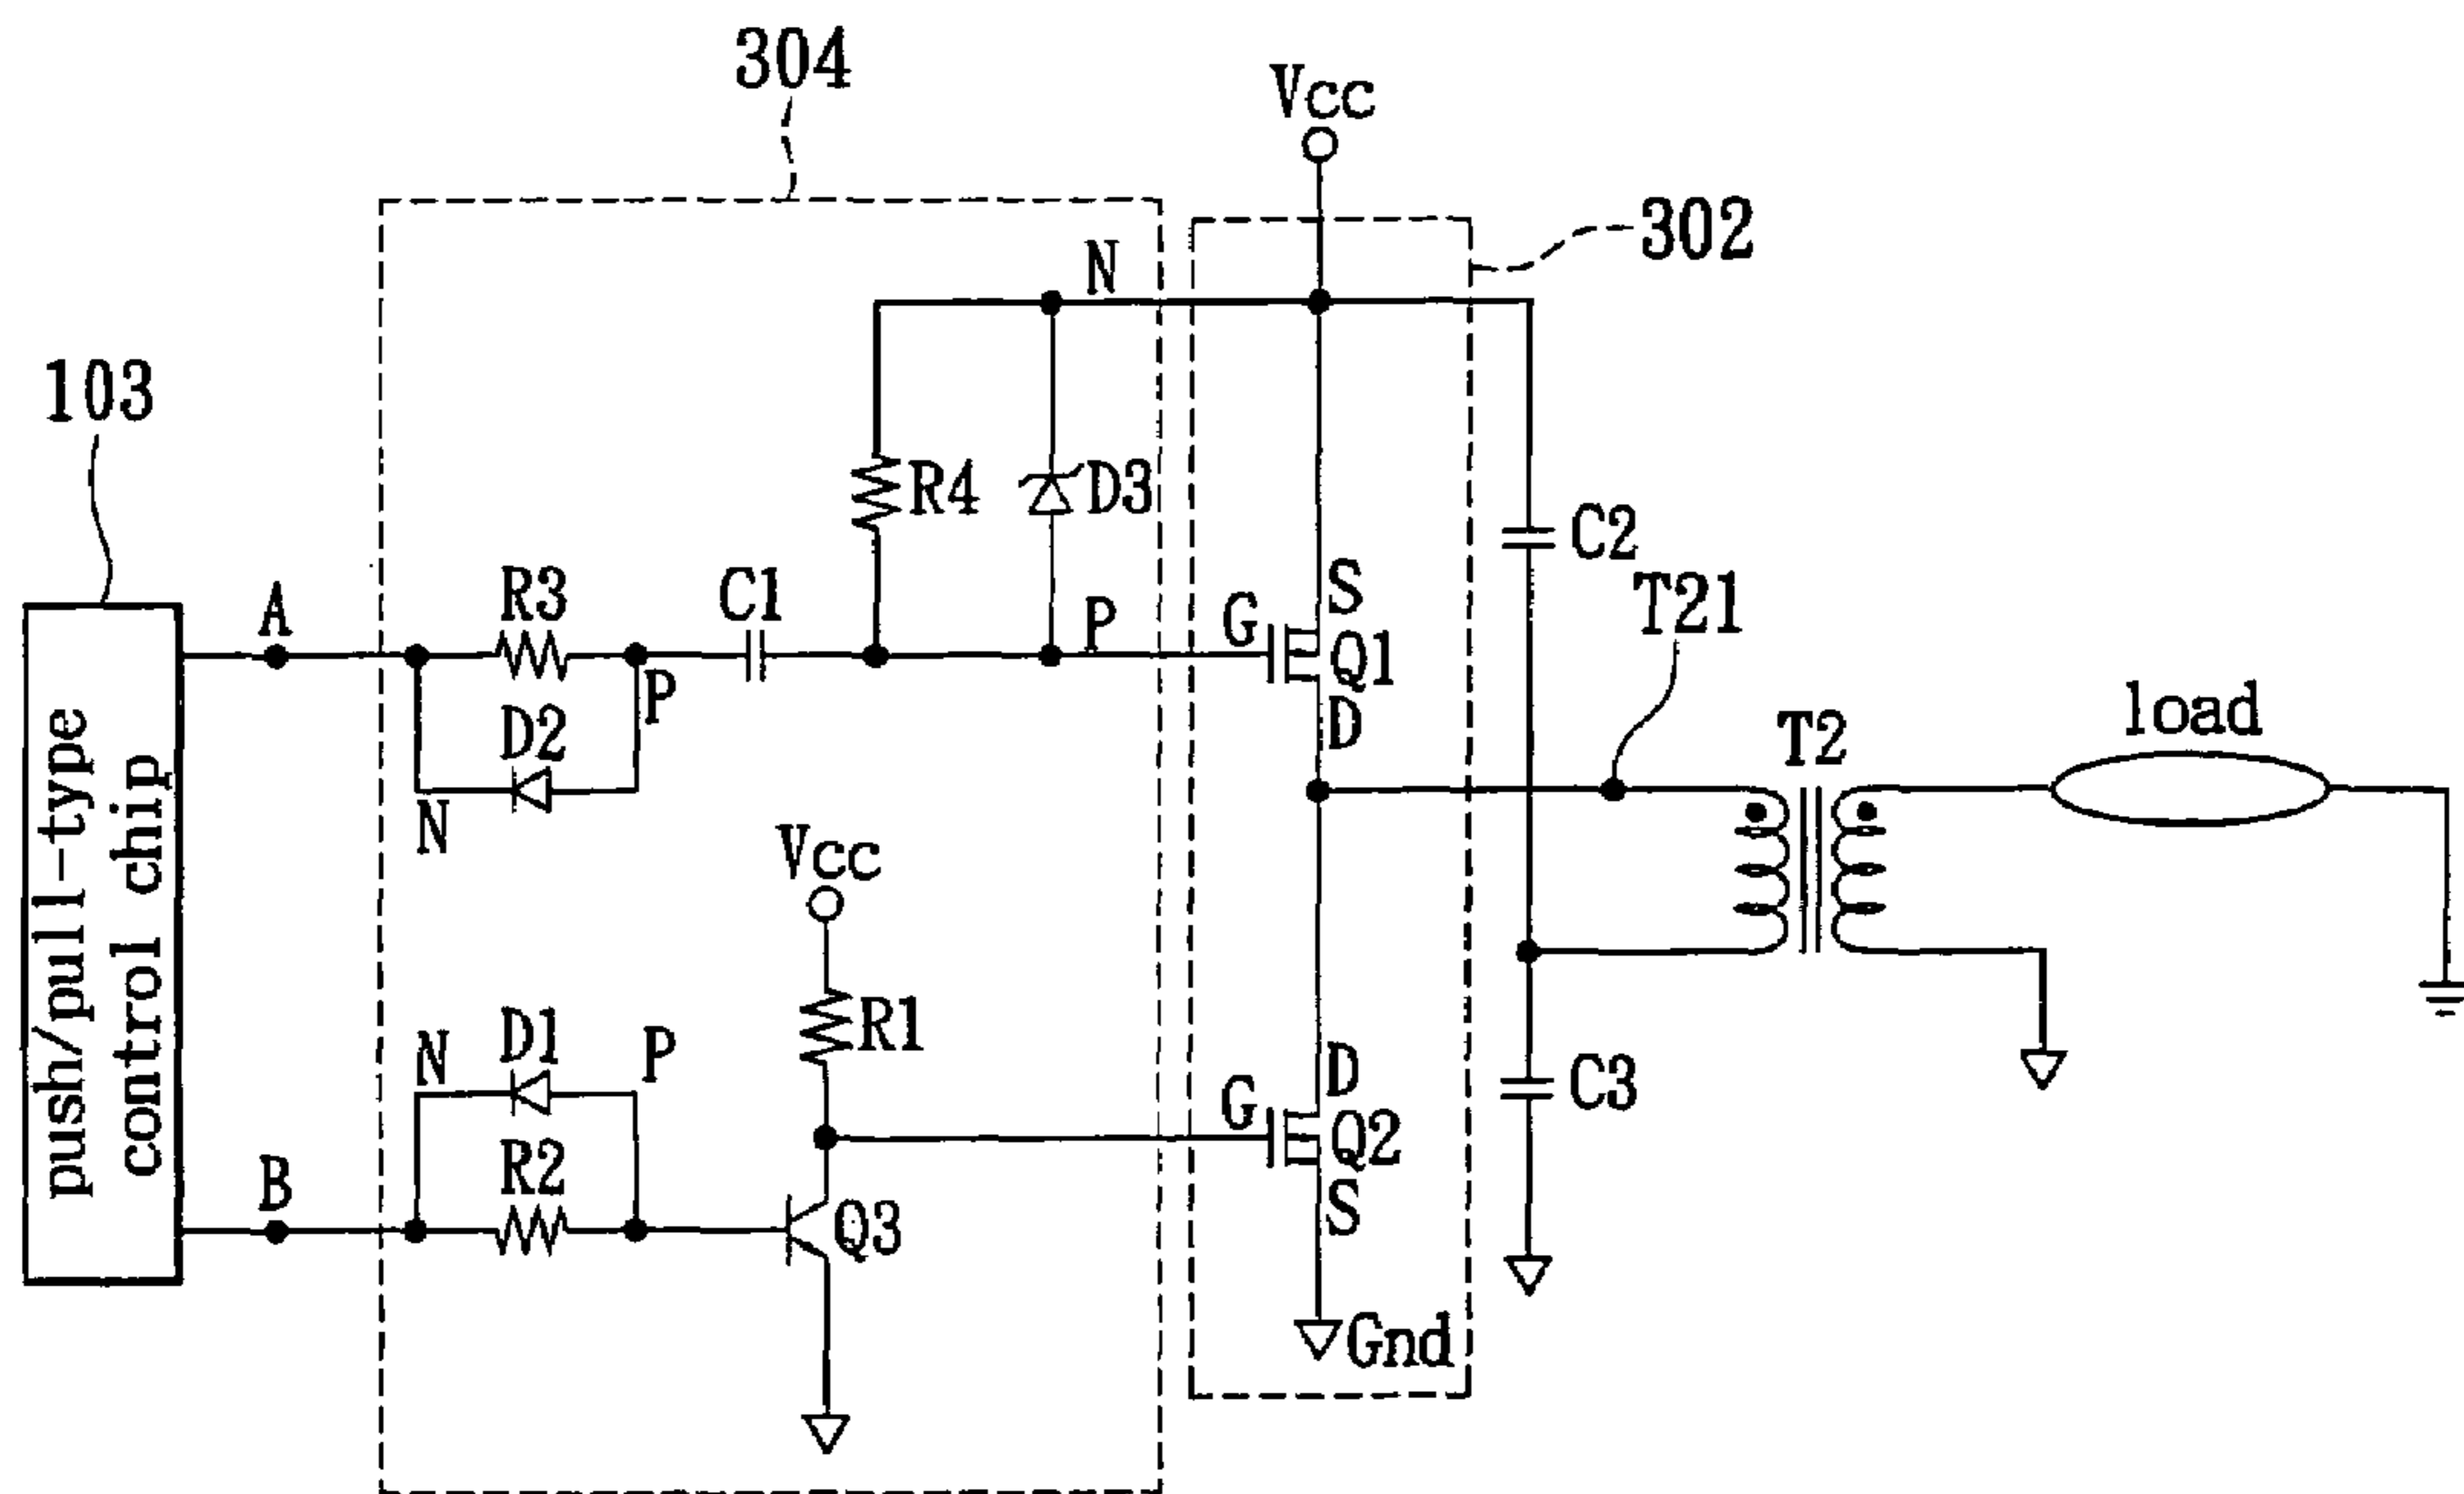 304
Vcc
302
N
103
R4
D3
C2
S
T21
A
R3
C1
P
G
Q1
P
D
T2
load
D2
N
Vcc
push/pull-type
control chip
R1
N
D1
P
D
G
Q2
C3
B
R2
S
Q3
Gnd